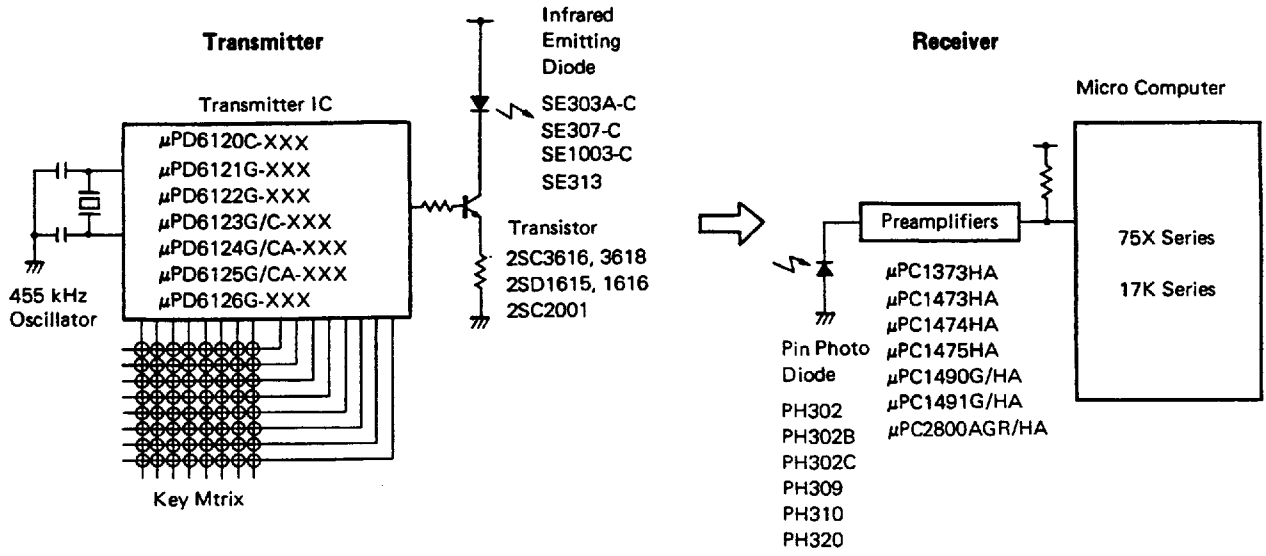 Transmitter
Transmitter IC
µPD6120C-XXX
µPD6121G-XXX
µPD6122G-XXX
µPD6123G/C-XXX
µPD6124G/CA-XXX
µPD6125G/CA-XXX
µPD6126G-XXX
455 kHz
Oscillator
Key Mtrix
Infrared
Emitting
Diode
SE303A-C
SE307-C
SE1003-C
SE313
Transistor
2SC3616, 3618
2SD1615, 1616
2SC2001
Receiver
Micro Computer
Preamplifiers
µPC1373HA
µPC1473HA
µPC1474HA
µPC1475HA
µPC1490G/HA
µPC1491G/HA
µPC2800AGR/HA
Pin Photo
Diode
PH302
PH302B
PH302C
PH309
PH310
PH320
75X Series
17K Series